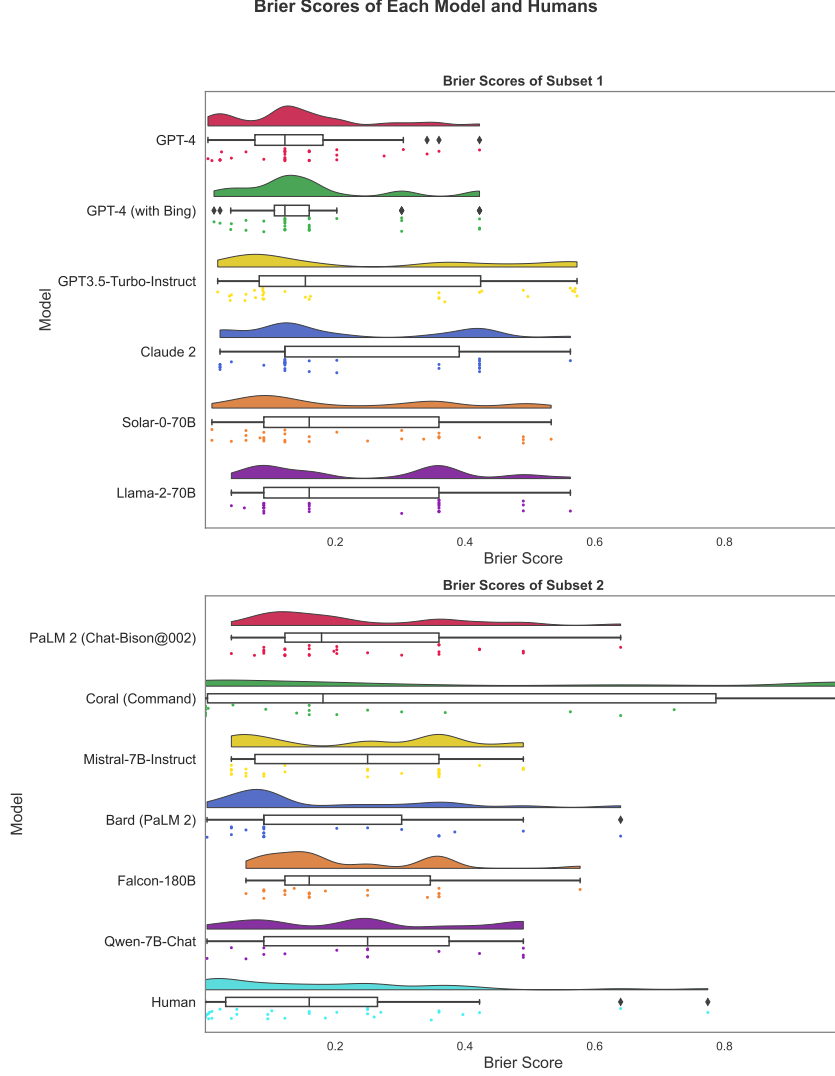 Brier Scores of Each Model and Humans
Brier Scores of Subset 1
GPT-4
GPT-4 (with Bing)
GPT3.5-Turbo-Instruct
Model
Claude 2
Solar-0-70B
Llama-2-70B
0.2 0.4 0.6 0.8
Brier Score
Brier Scores of Subset 2
PaLM 2 (Chat-Bison@002)
Coral (Command)
Mistral-7B-Instruct
Model
Bard (PaLM 2)
Falcon-180B
Qwen-7B-Chat
Human
0.2 0.4 0.6 0.8
Brier Score